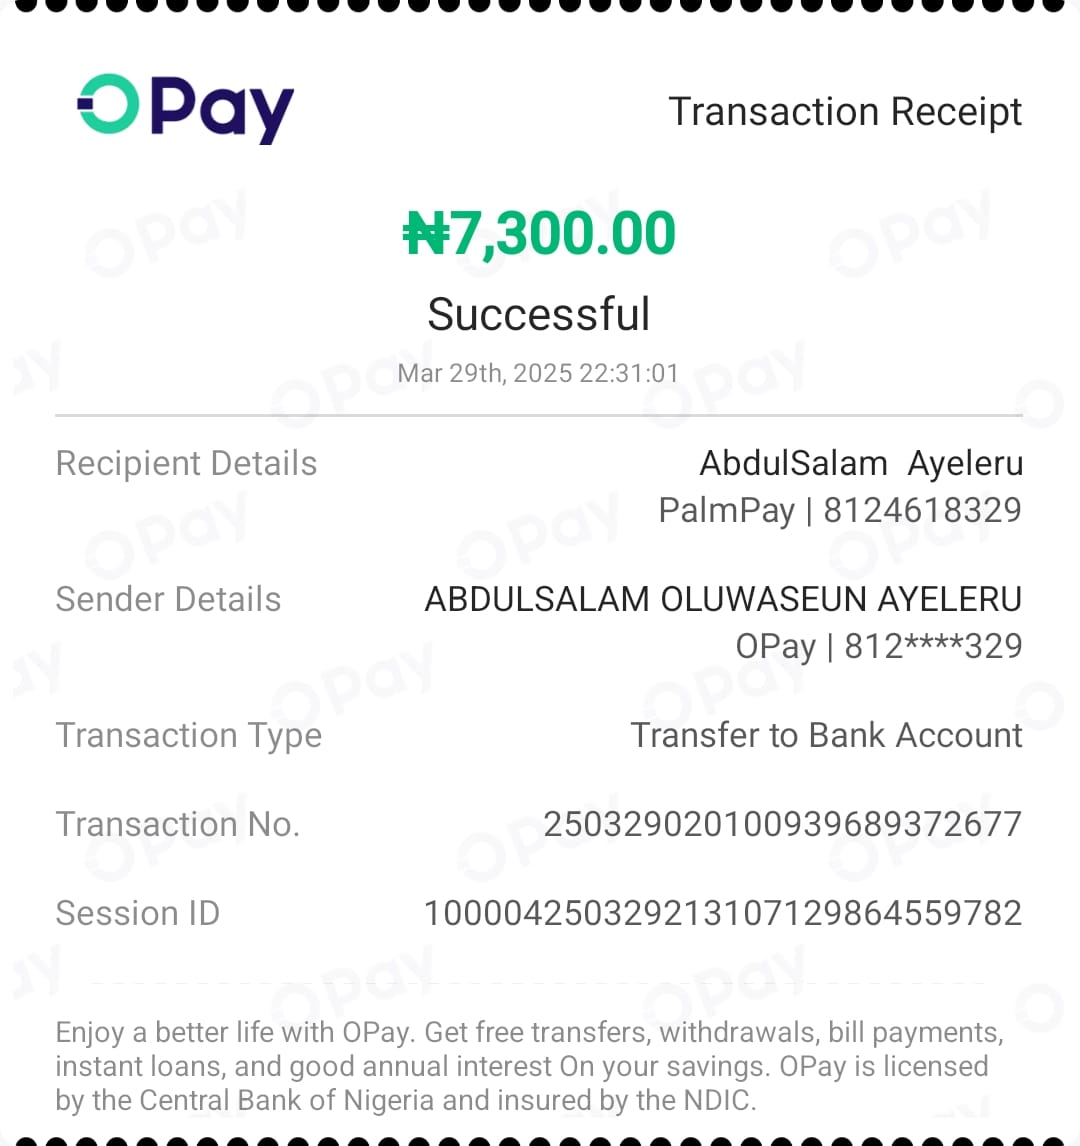 OPay
Transaction Receipt
₦7,300.00
Successful
Mar 29th, 2025 22:31:01
Recipient Details
AbdulSalam  Ayeleru
PalmPay | 8124618329
Sender Details
ABDULSALAM OLUWASEUN AYELERU
OPay | 812****329
Transaction Type
Transfer to Bank Account
Transaction No.
250329020100939689372677
Session ID
100004250329213107129864559782
Enjoy a better life with OPay. Get free transfers, withdrawals, bill payments,
instant loans, and good annual interest On your savings. OPay is licensed
by the Central Bank of Nigeria and insured by the NDIC.